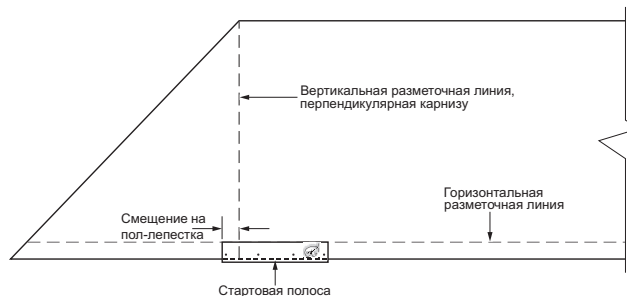 Вертикальная разметочная линия,
перпендикулярная карнизу
Горизонтальная
разметочная линия
Смещение на
пол-лепестка
Стартовая полоса